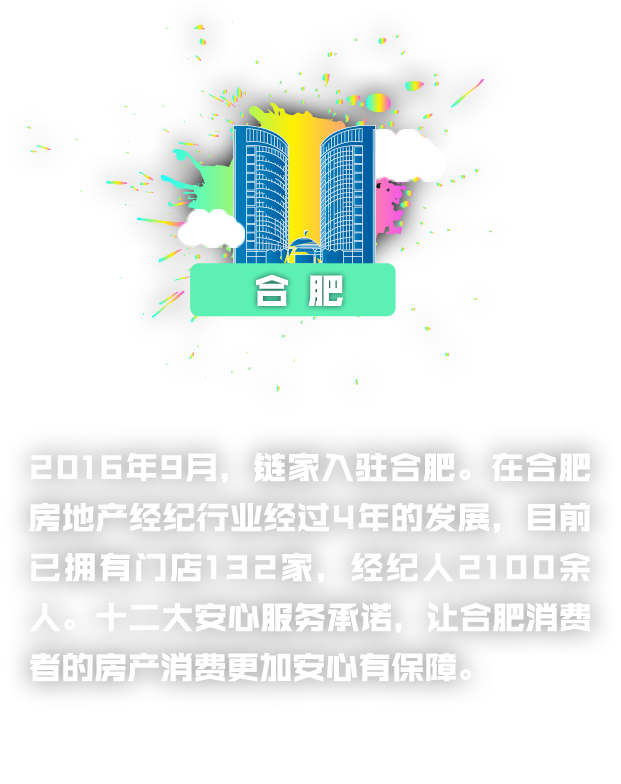 合肥
2016年9月，链家入驻合肥。在合肥
房地产经纪行业经过4年的发展，目前
已拥有门店132家，经纪人2100余
人。十二大安心服务承诺，让合肥消费
者的房产消费更加安心有保障。